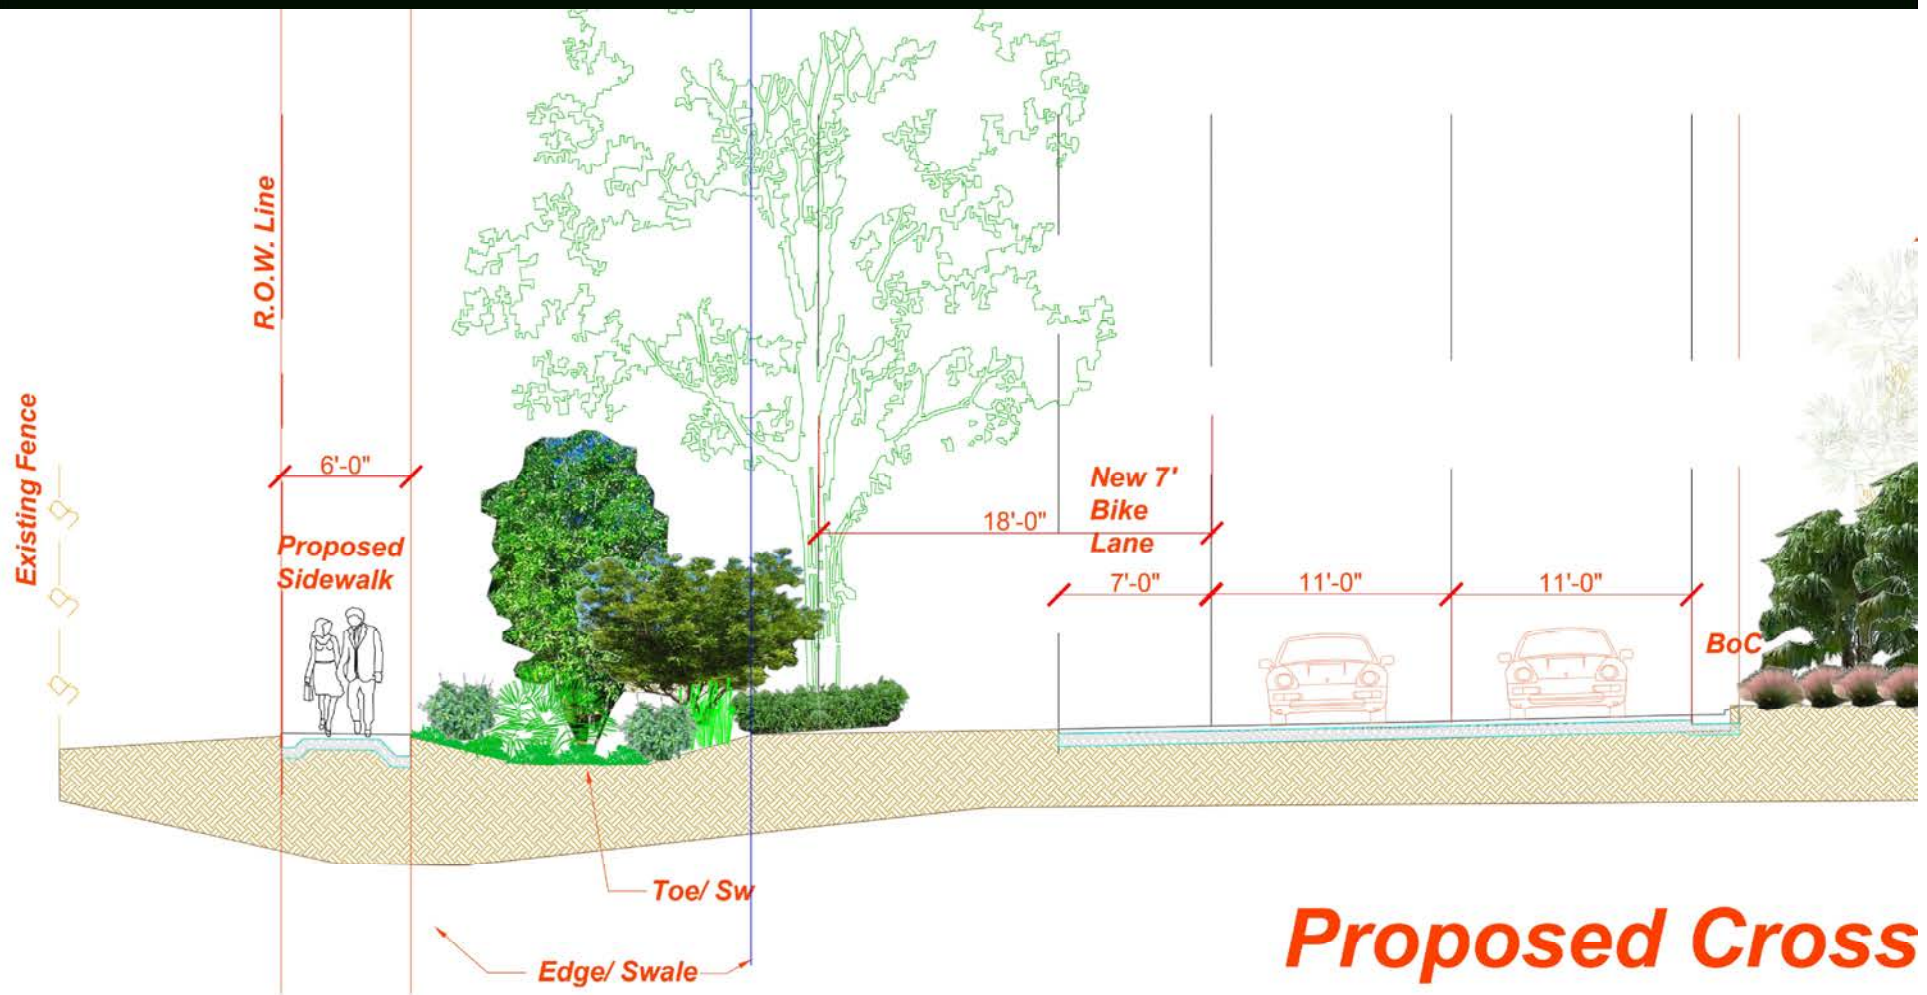 R.O.W. Line
Existing Fence
6'-0"
Proposed
Sidewalk
18'-0"
New 7'
Bike
Lane
7'-0"
11'-0"
11'-0"
BoC
Toe/ Sw
Edge/ Swale
Proposed Cross